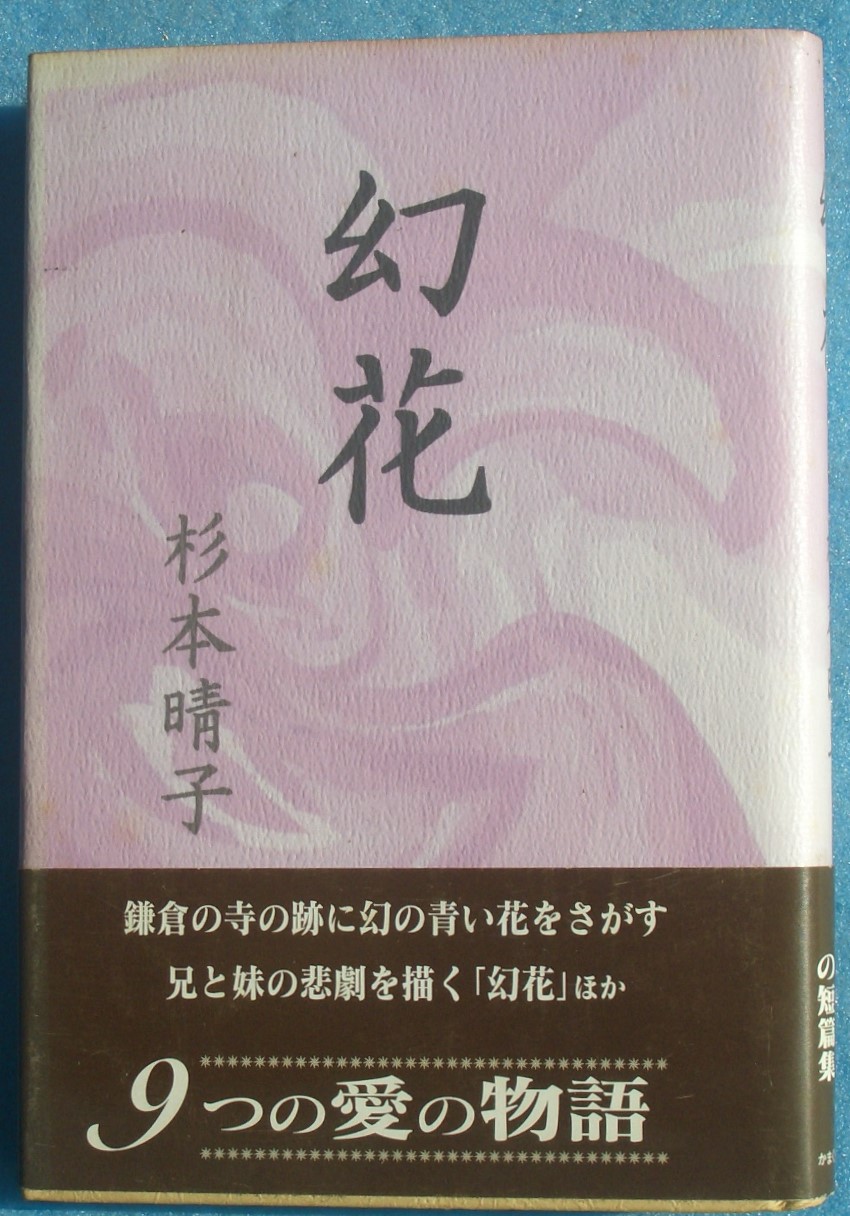 幻花
杉本晴子
鎌倉の寺の跡に幻の青い花をさがす
兄と妹の悲劇を描く「幻花」ほか
9つの愛の物語
の短篇集